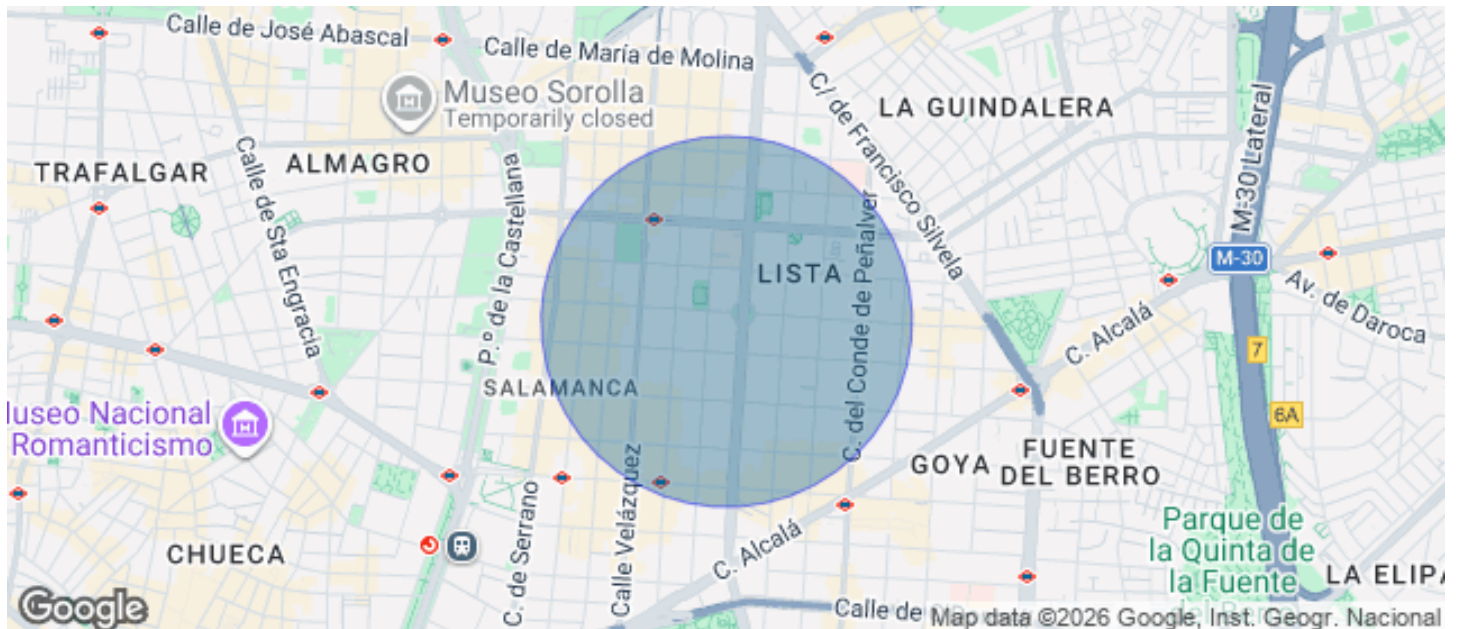 Calle de José Abascal
Calle de María de Molina
Museo Sorolla
Temporarily closed
C/ de Francisco Silvela
LA GUINDALERA
M-30 Lateral
TRAFALGAR
ALMAGRO
Calle de Sta Engracia
P.º de la Castellana
LISTA
C. del Conde de Peñalver
M-30
Av. de Daroca
C. Alcalá
7
SALAMANCA
6A
Museo Nacional
Romanticismo
Calle Velázquez
C. de Serrano
GOYA
FUENTE
DEL BERRO
CHUECA
C. Alcalá
Parque de
la Quinta de
la Fuente
LA ELIPA
Google
Calle de
Map data ©2026 Google, Inst. Geogr. Nacional